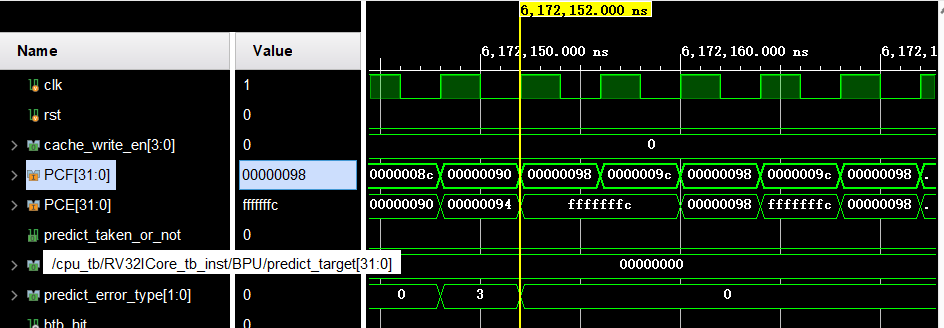 6,172,152.000 ns
Name
Value
6,172,150.000 ns
6,172,160.000 ns
6,172,1
clk
1
rst
0
cache_write_en[3:0]
0
0
PCF[31:0]
00000098
0000008c
00000090
00000098
0000009c
00000098
0000009c
00000098
.
PCE[31:0]
fffffffc
00000090
00000094
fffffffc
00000098
fffffffc
00000098
.
predict_taken_or_not
0
/cpu_tb/RV32ICore_tb_inst/BPU/predict_target[31:0]
00000000
predict_error_type[1:0]
0
0
3
0
btb_hit
0